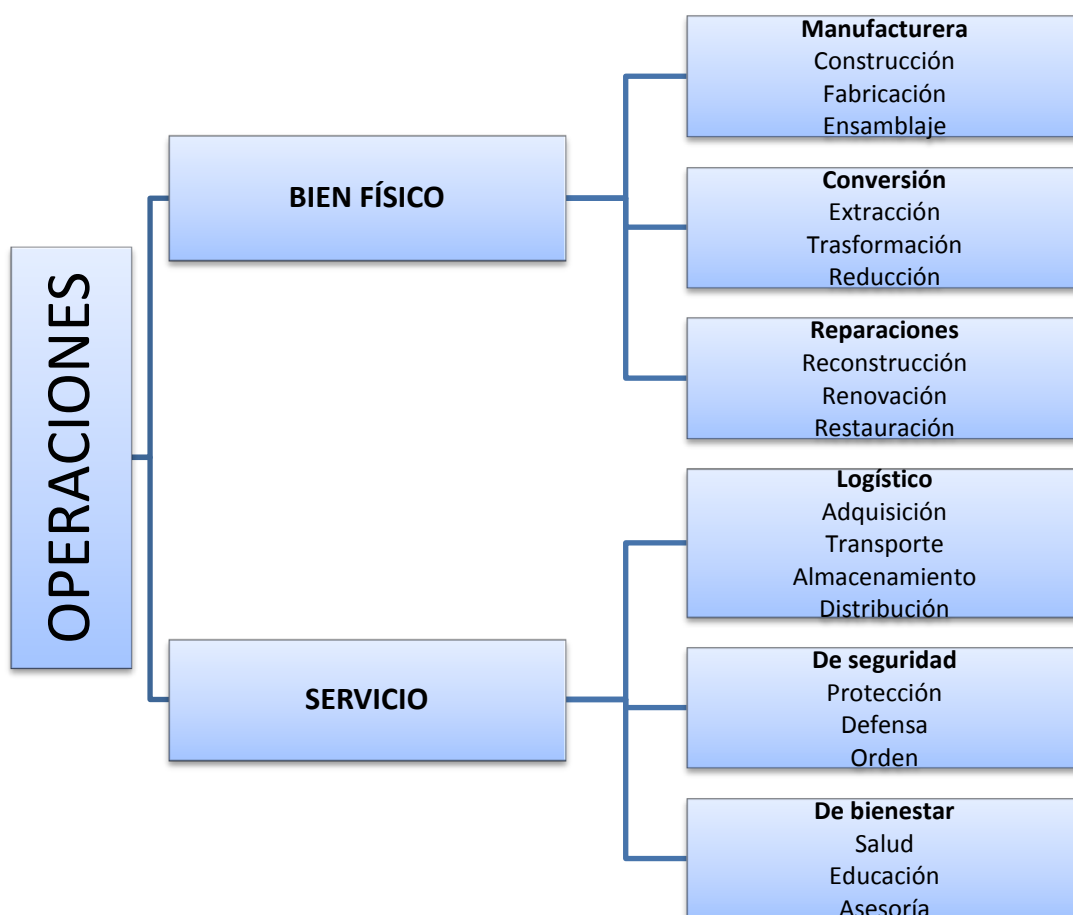 OPERACIONES
BIEN FÍSICO
Manufacturera
Construcción
Fabricación
Ensamblaje
Conversión
Extracción
Trasformación
Reducción
Reparaciones
Reconstrucción
Renovación
Restauración
SERVICIO
Logístico
Adquisición
Transporte
Almacenamiento
Distribución
De seguridad
Protección
Defensa
Orden
De bienestar
Salud
Educación
Asesoría